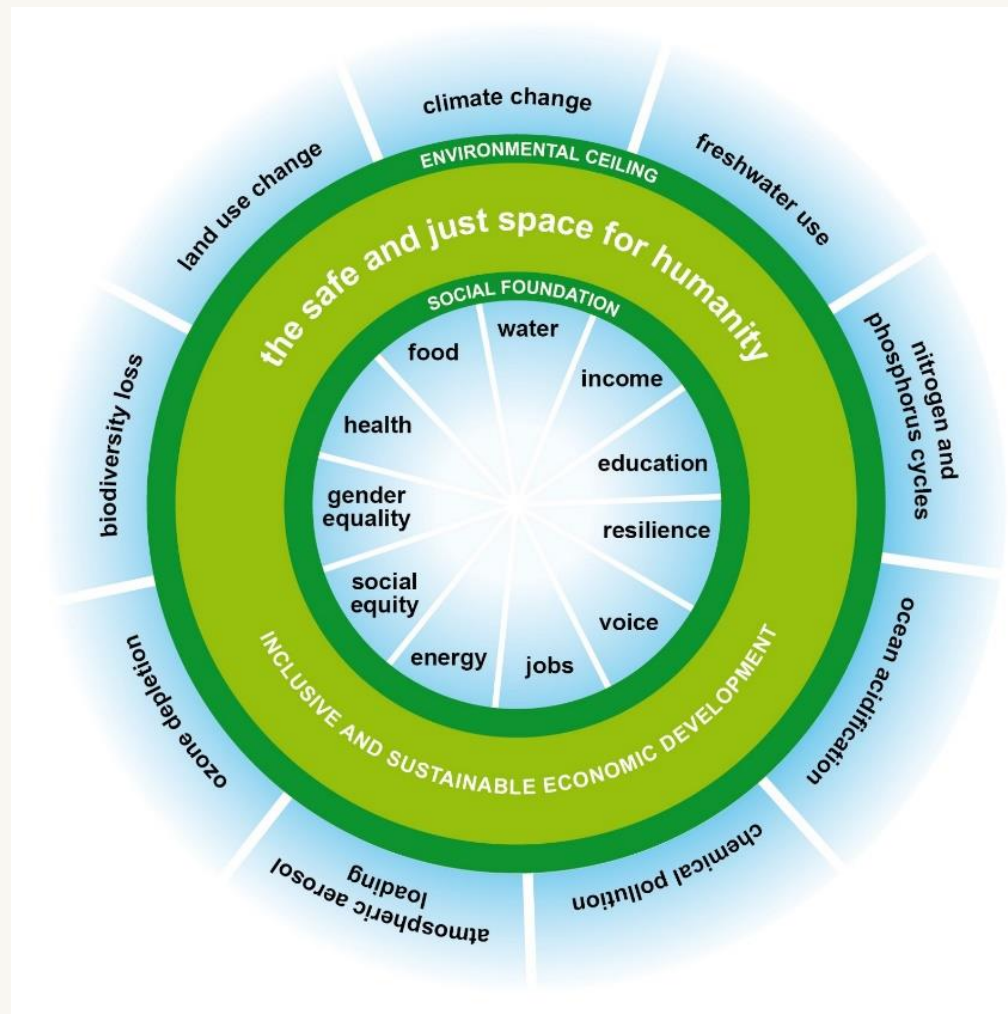 climate change
freshwater use
nitrogen and
phosphorus cycles
ocean acidification
chemical pollution
atmospheric aerosol
loading
ozone depletion
biodiversity loss
land use change
ENVIRONMENTAL CEILING
the safe and just space for humanity
SOCIAL FOUNDATION
water
income
education
resilience
voice
jobs
energy
social
equity
gender
equality
health
food
INCLUSIVE AND SUSTAINABLE ECONOMIC DEVELOPMENT